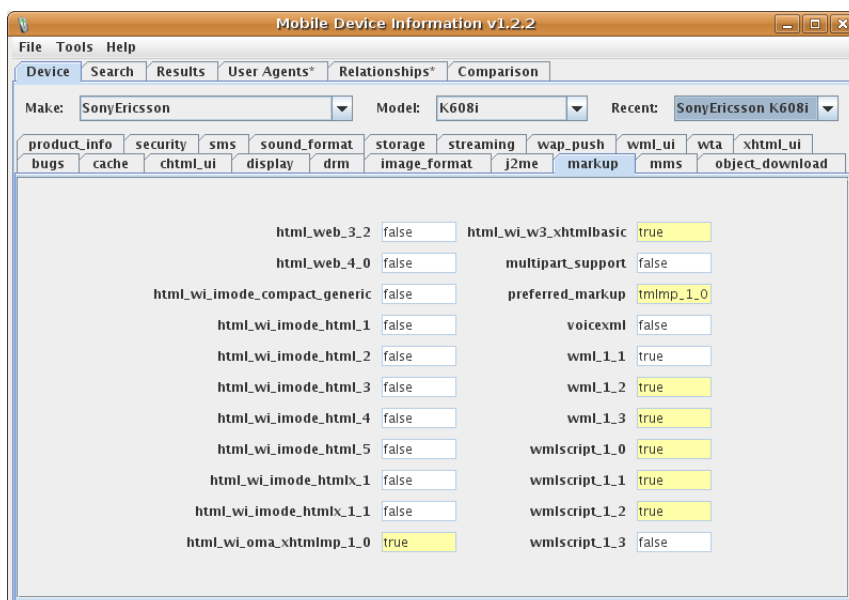 Mobile Device Information v1.2.2
File Tools Help
Device Search Results User Agents* Relationships* Comparison
Make: SonyEricsson Model: K608i Recent: SonyEricsson K608i
product_info security sms sound_format storage streaming wap_push wml_ui wta xhtml_ui
bugs cache chtml_ui display drm image_format j2me markup mms object_download
html_web_3_2 false html_wi_w3_xhtmlbasic true
html_web_4_0 false multipart_support false
html_wi_imode_compact_generic false preferred_markup tmlmp_1_0
html_wi_imode_html_1 false voicexml false
html_wi_imode_html_2 false wml_1_1 true
html_wi_imode_html_3 false wml_1_2 true
html_wi_imode_html_4 false wml_1_3 true
html_wi_imode_html_5 false wmlscript_1_0 true
html_wi_imode_htmlx_1 false wmlscript_1_1 true
html_wi_imode_htmlx_1_1 false wmlscript_1_2 true
html_wi_oma_xhtmlmp_1_0 true wmlscript_1_3 false